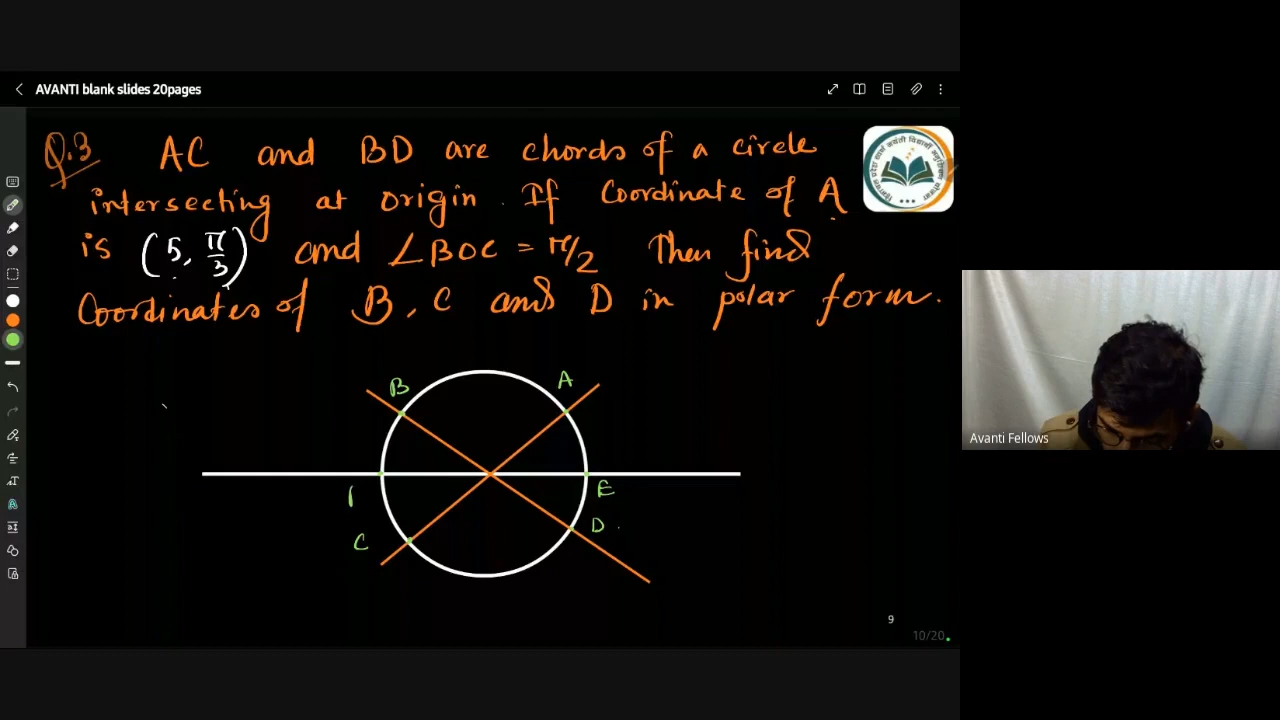 AVANTI blank slides 20pages
Q.3 AC and BD are chords of a circle
intersecting at origin. If Coordinate of A
is (5, π/3) and ∠BOC = π/2 Then find
Coordinates of B, C and D in polar form.
B
A
E
C
D
9
10/20
Avanti Fellows